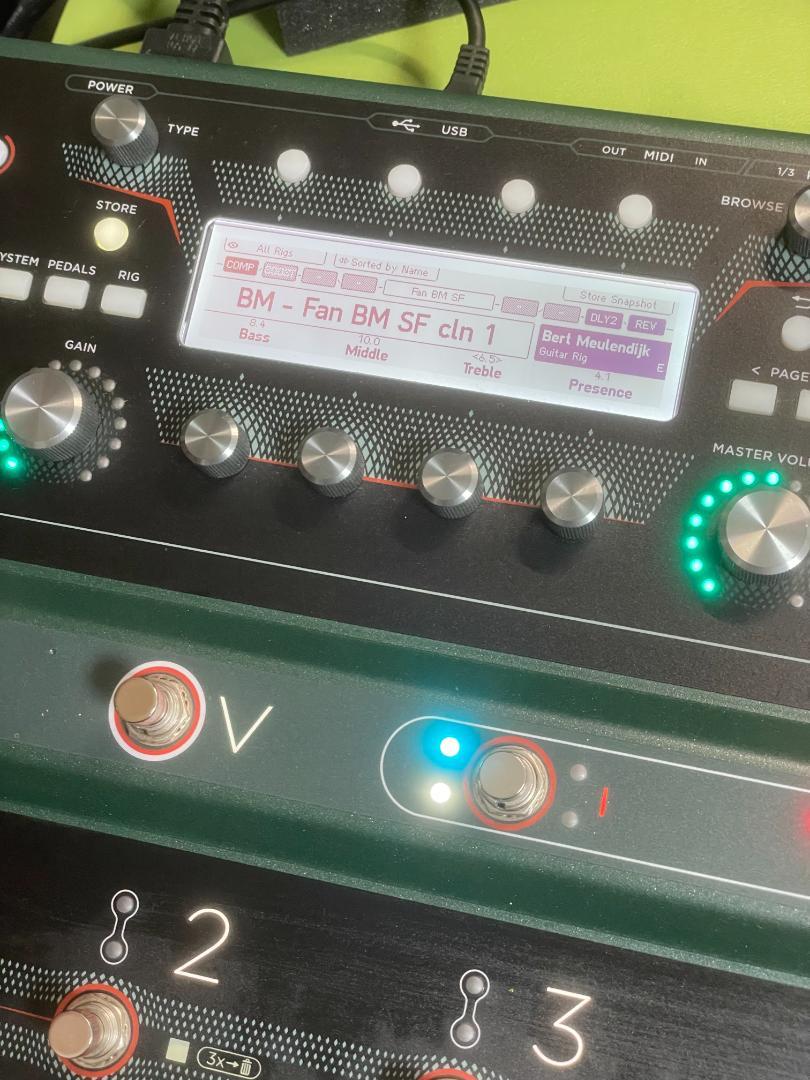 POWER
TYPE
USB
OUT MIDI IN
1/3
BROWSE
STORE
YSTEM PEDALS RIG
All Rigs
Sorted by Name
Store Snapshot
COMP
BOOST
Fan BM SF
DLY2 REV
BM - Fan BM SF cln 1
Bert Meulendijk
Guitar Rig
E
8.4 10.0 <6.5> 4.1
Bass Middle Treble Presence
GAIN
< PAGE
MASTER VOL
V
I
2
3
3x→